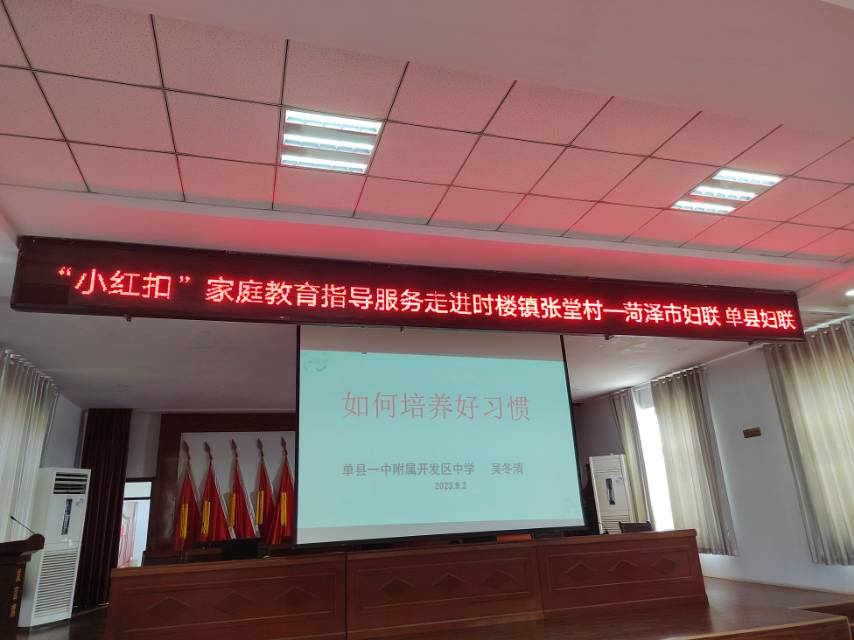 “小红扣”家庭教育指导服务走进时楼镇张堂村—菏泽市妇联 单县妇联
如何培养好习惯
单县一中附属开发区中学 吴冬清
2023.9.2